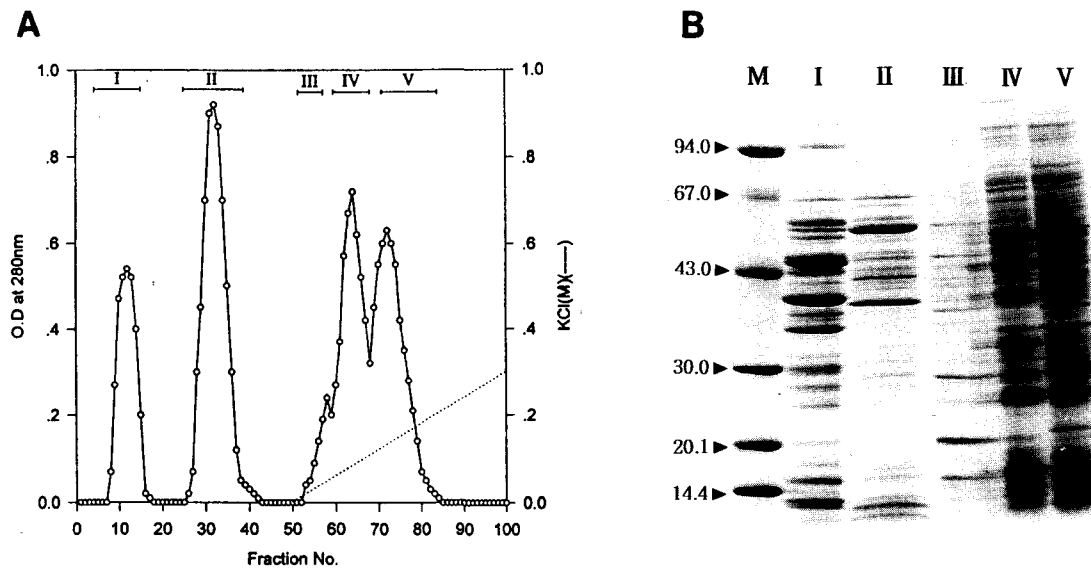 A
I II III IV V
1.0
.8
.6
.4
.2
0.0
O.D at 280nm
1.0
.8
.6
.4
.2
0.0
KCl(M)(-----)
0 10 20 30 40 50 60 70 80 90 100
Fraction No.
B
M I II III IV V
94.0
67.0
43.0
30.0
20.1
14.4